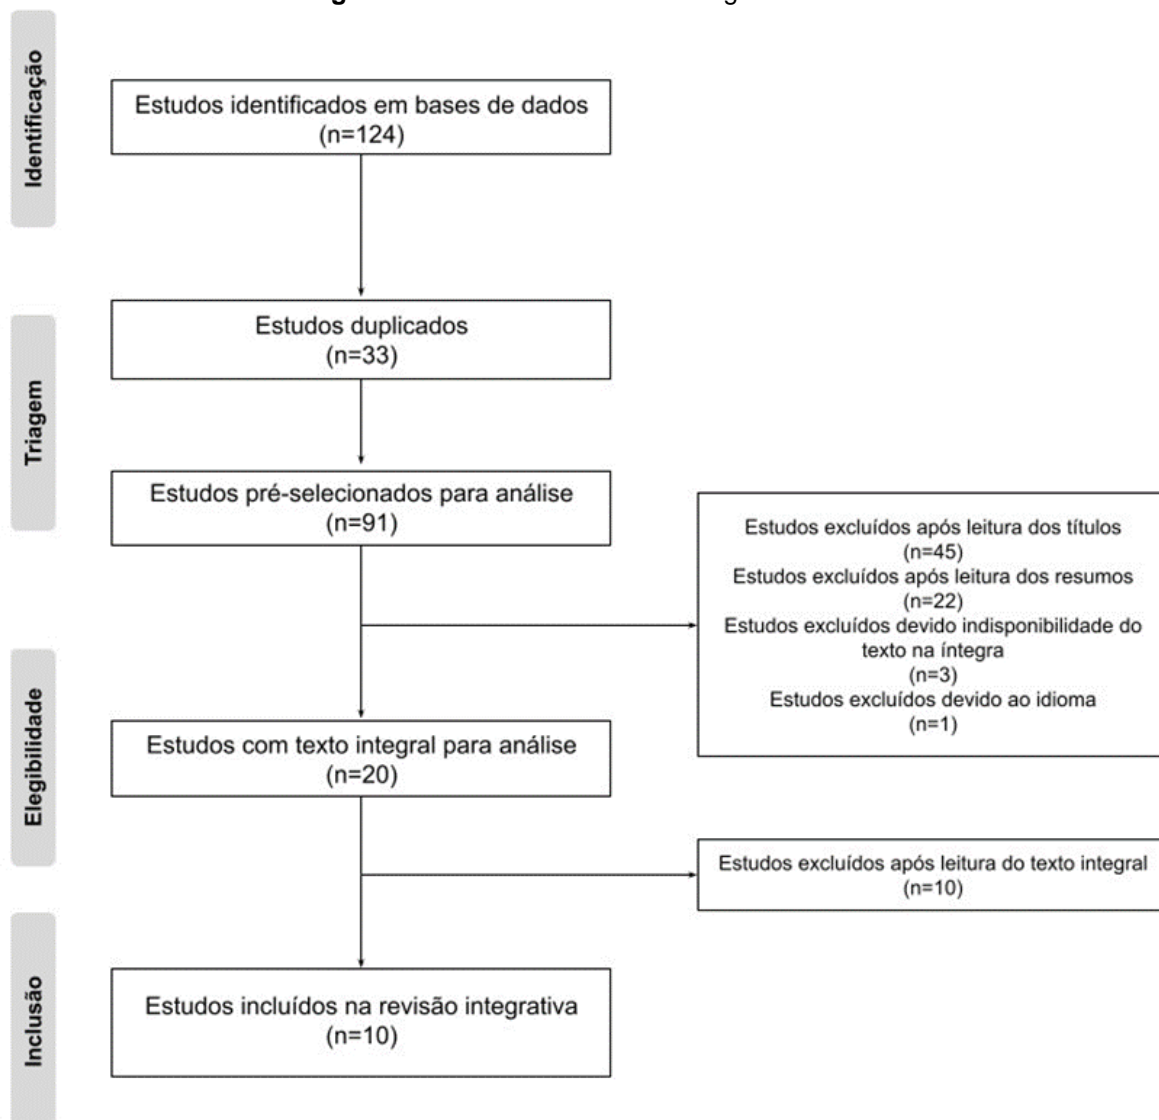 Identificação
Estudos identificados em bases de dados
(n=124)
Triagem
Estudos duplicados
(n=33)
Estudos pré-selecionados para análise
(n=91)
Estudos excluídos após leitura dos títulos
(n=45)
Estudos excluídos após leitura dos resumos
(n=22)
Estudos excluídos devido indisponibilidade do
texto na íntegra
(n=3)
Estudos excluídos devido ao idioma
(n=1)
Elegibilidade
Estudos com texto integral para análise
(n=20)
Estudos excluídos após leitura do texto integral
(n=10)
Inclusão
Estudos incluídos na revisão integrativa
(n=10)